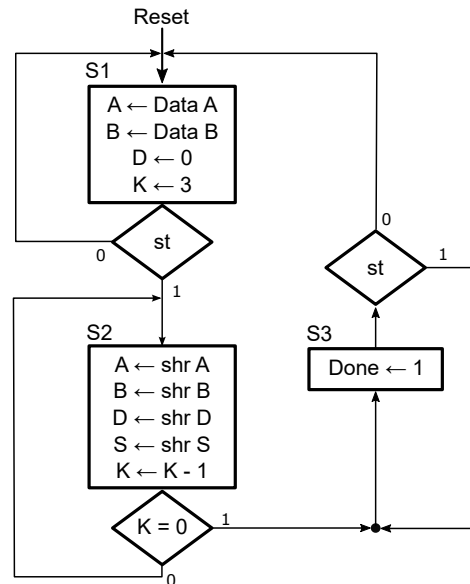 Reset
S1
A ← Data A
B ← Data B
D ← 0
K ← 3
st
0
1
S2
A ← shr A
B ← shr B
D ← shr D
S ← shr S
K ← K - 1
K = 0
1
0
S3
Done ← 1
st
0
1